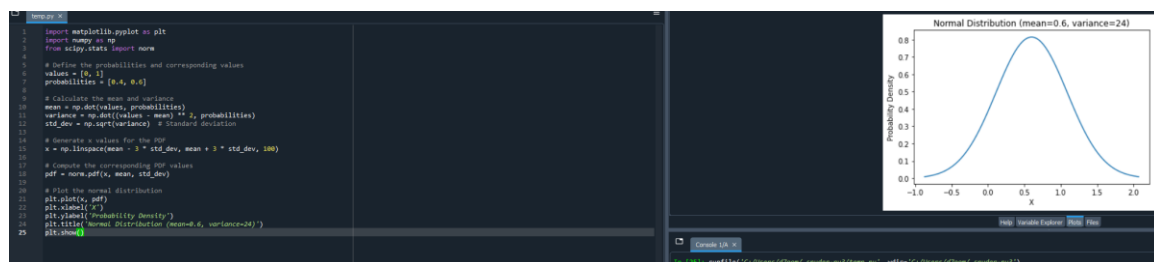 temp.py ×
1 import matplotlib.pyplot as plt
2 import numpy as np
3 from scipy.stats import norm
4
5 # Define the probabilities and corresponding values
6 values = [0, 1]
7 probabilities = [0.4, 0.6]
8
9 # Calculate the mean and variance
10 mean = np.dot(values, probabilities)
11 variance = np.dot((values - mean) ** 2, probabilities)
12 std_dev = np.sqrt(variance)  # Standard deviation
13
14 # Generate x values for the PDF
15 x = np.linspace(mean - 3 * std_dev, mean + 3 * std_dev, 100)
16
17 # Compute the corresponding PDF values
18 pdf = norm.pdf(x, mean, std_dev)
19
20 # Plot the normal distribution
21 plt.plot(x, pdf)
22 plt.xlabel('X')
23 plt.ylabel('Probability Density')
24 plt.title('Normal Distribution (mean=0.6, variance=24)')
25 plt.show()
Normal Distribution (mean=0.6, variance=24)
Probability Density
0.8
0.7
0.6
0.5
0.4
0.3
0.2
0.1
0.0
−1.0 −0.5 0.0 0.5 1.0 1.5 2.0
X
Help Variable Explorer Plots Files
Console 1/A ×